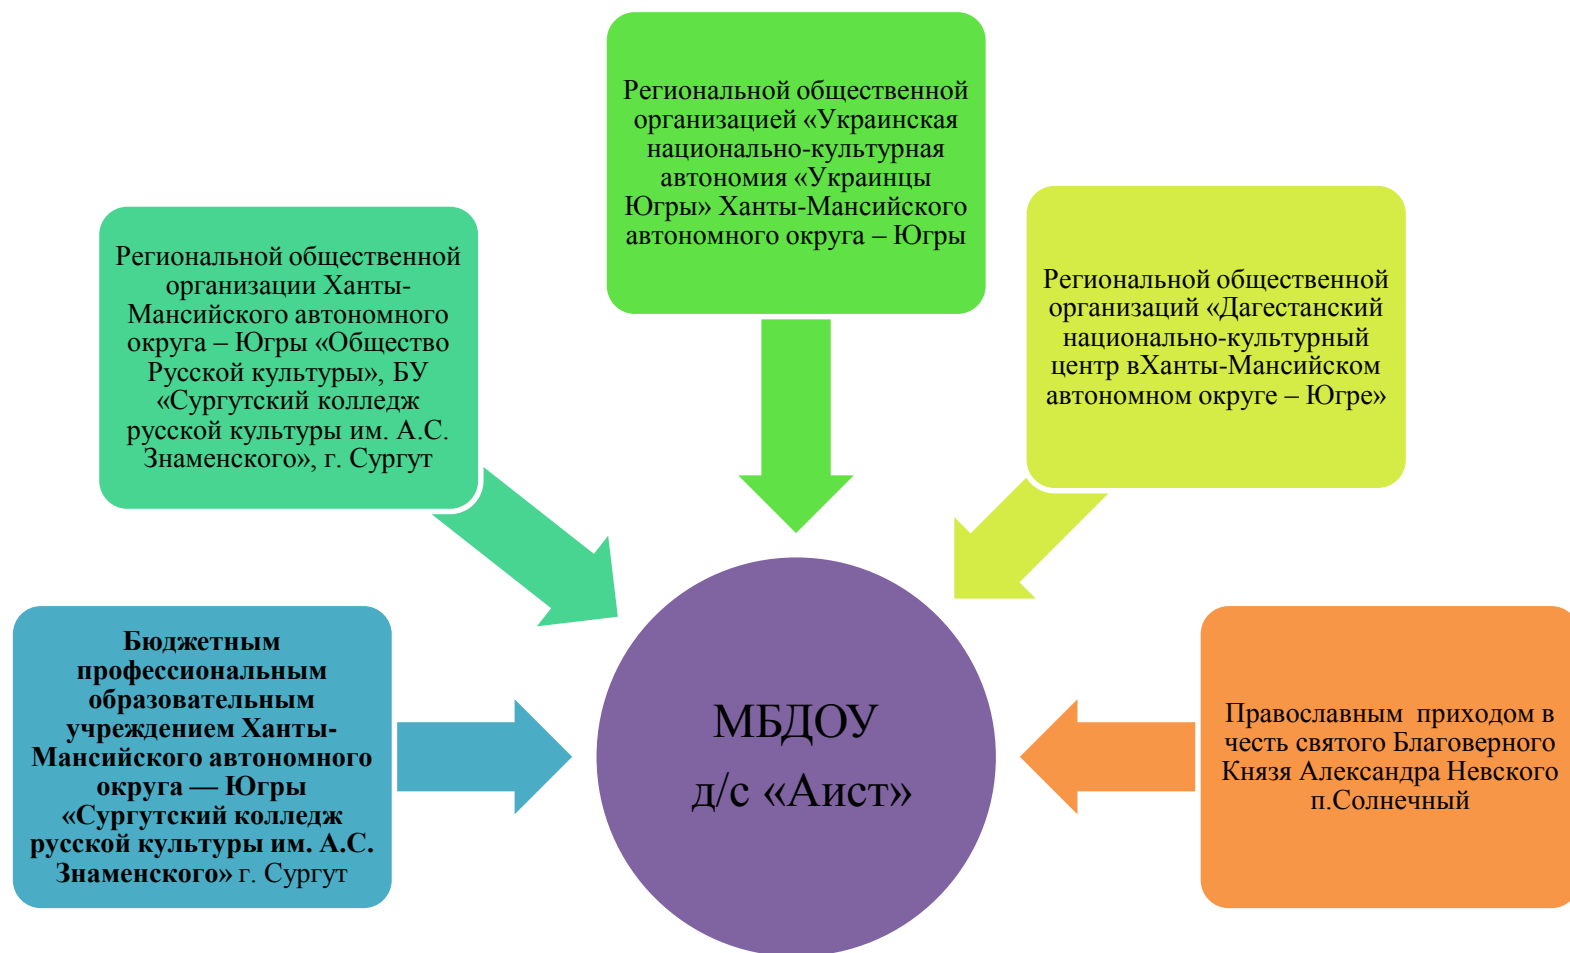 Региональной общественной
организацией «Украинская
национально-культурная
автономия «Украинцы
Югры» Ханты-Мансийского
автономного округа – Югры
Региональной общественной
организации Ханты-
Мансийского автономного
округа – Югры «Общество
Русской культуры», БУ
«Сургутский колледж
русской культуры им. А.С.
Знаменского», г. Сургут
Региональной общественной
организаций «Дагестанский
национально-культурный
центр вХанты-Мансийском
автономном округе – Югре»
Бюджетным
профессиональным
образовательным
учреждением Ханты-
Мансийского автономного
округа — Югры
«Сургутский колледж
русской культуры им. А.С.
Знаменского» г. Сургут
МБДОУ
д/с «Аист»
Православным  приходом в
честь святого Благоверного
Князя Александра Невского
п.Солнечный